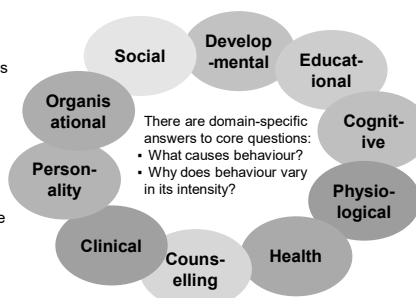 Social
Develop
-mental
Educat-
ional
Cognit-
ive
Physio-
logical
Health
Couns-
elling
Clinical
Person-
ality
Organis
ational
There are domain-specific
answers to core questions:
▪ What causes behaviour?
▪ Why does behaviour vary
in its intensity?
s
e